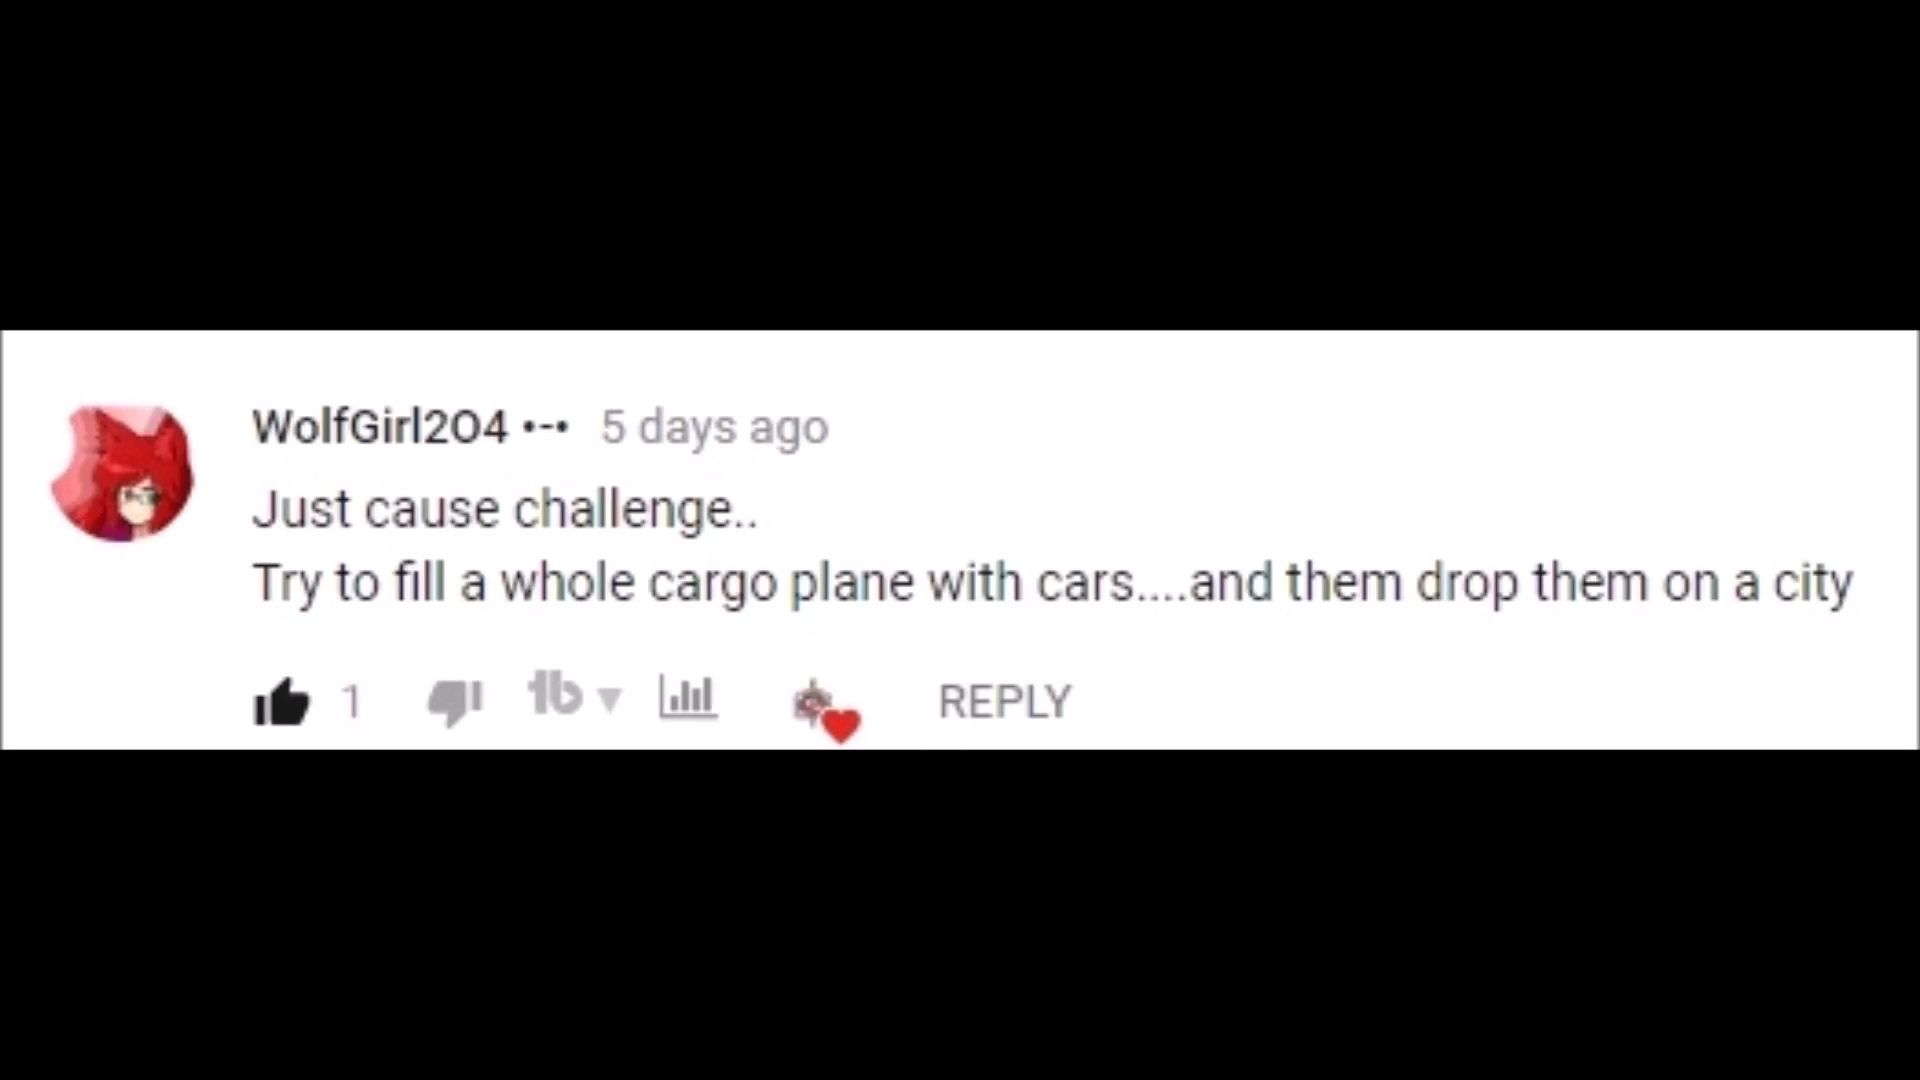 WolfGirl2O4 •-• 5 days ago
Just cause challenge..
Try to fill a whole cargo plane with cars....and them drop them on a city
1 tb REPLY